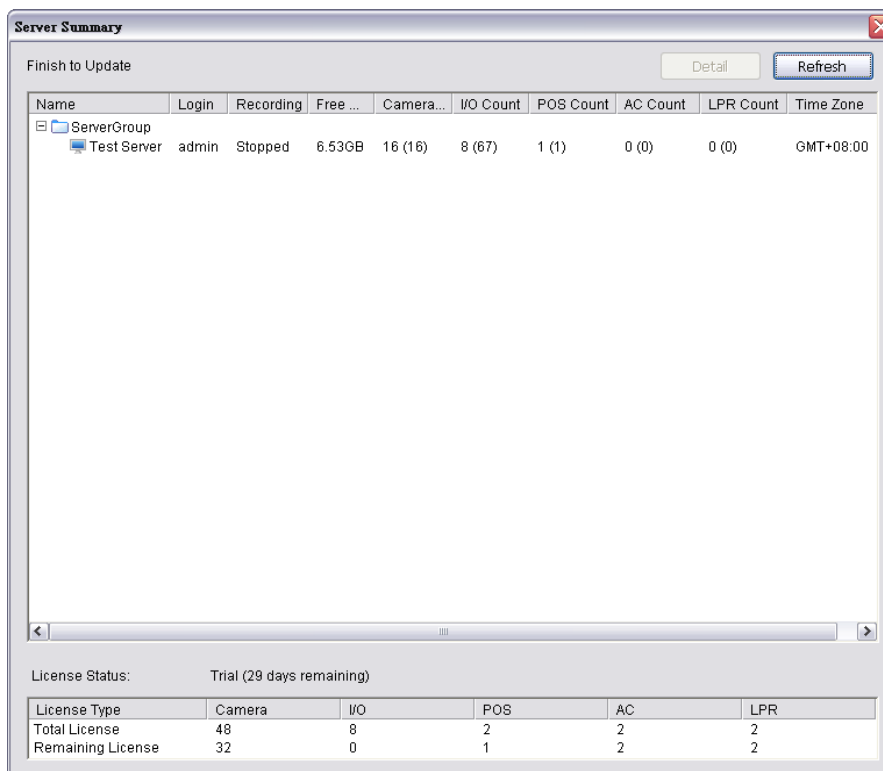 Server Summary
Finish to Update Detail Refresh
Name Login Recording Free ... Camera... I/O Count POS Count AC Count LPR Count Time Zone
ServerGroup
Test Server admin Stopped 6.53GB 16 (16) 8 (67) 1 (1) 0 (0) 0 (0) GMT+08:00
License Status: Trial (29 days remaining)
License Type Camera I/O POS AC LPR
Total License 48 8 2 2 2
Remaining License 32 0 1 2 2